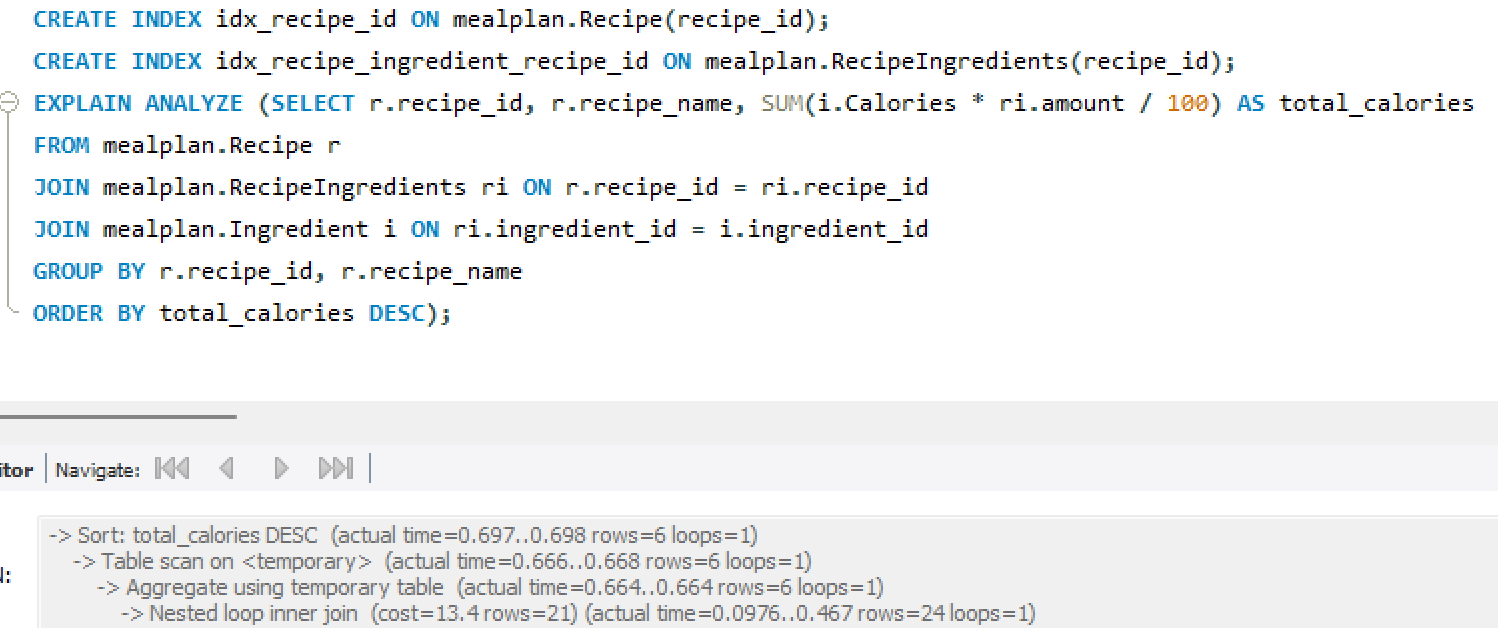 CREATE INDEX idx_recipe_id ON mealplan.Recipe(recipe_id);
CREATE INDEX idx_recipe_ingredient_recipe_id ON mealplan.RecipeIngredients(recipe_id);
EXPLAIN ANALYZE (SELECT r.recipe_id, r.recipe_name, SUM(i.Calories * ri.amount / 100) AS total_calories
FROM mealplan.Recipe r
JOIN mealplan.RecipeIngredients ri ON r.recipe_id = ri.recipe_id
JOIN mealplan.Ingredient i ON ri.ingredient_id = i.ingredient_id
GROUP BY r.recipe_id, r.recipe_name
ORDER BY total_calories DESC);
itor Navigate:
-> Sort: total_calories DESC (actual time=0.697..0.698 rows=6 loops=1)
-> Table scan on <temporary> (actual time=0.666..0.668 rows=6 loops=1)
-> Aggregate using temporary table (actual time=0.664..0.664 rows=6 loops=1)
-> Nested loop inner join (cost=13.4 rows=21) (actual time=0.0976..0.467 rows=24 loops=1)